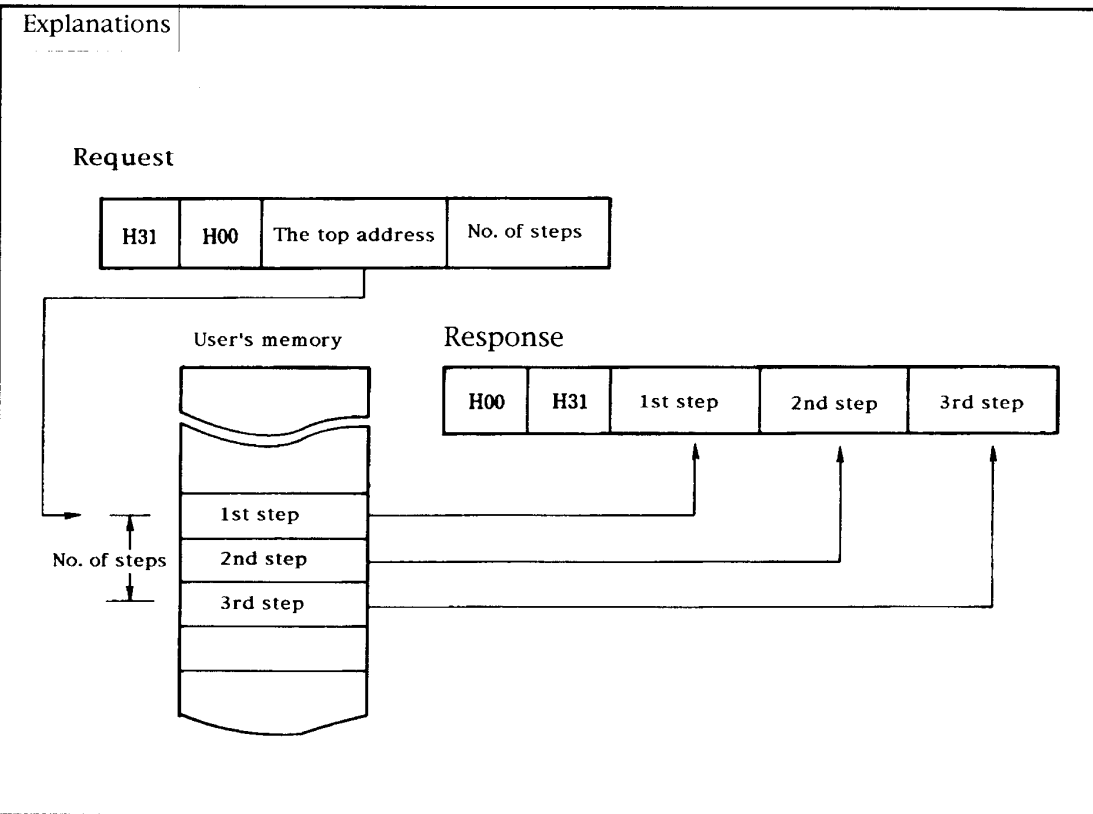 Explanations
Request
H31 H00 The top address No. of steps
User's memory
Response
H00 H31 1st step 2nd step 3rd step
1st step
No. of steps
2nd step
3rd step